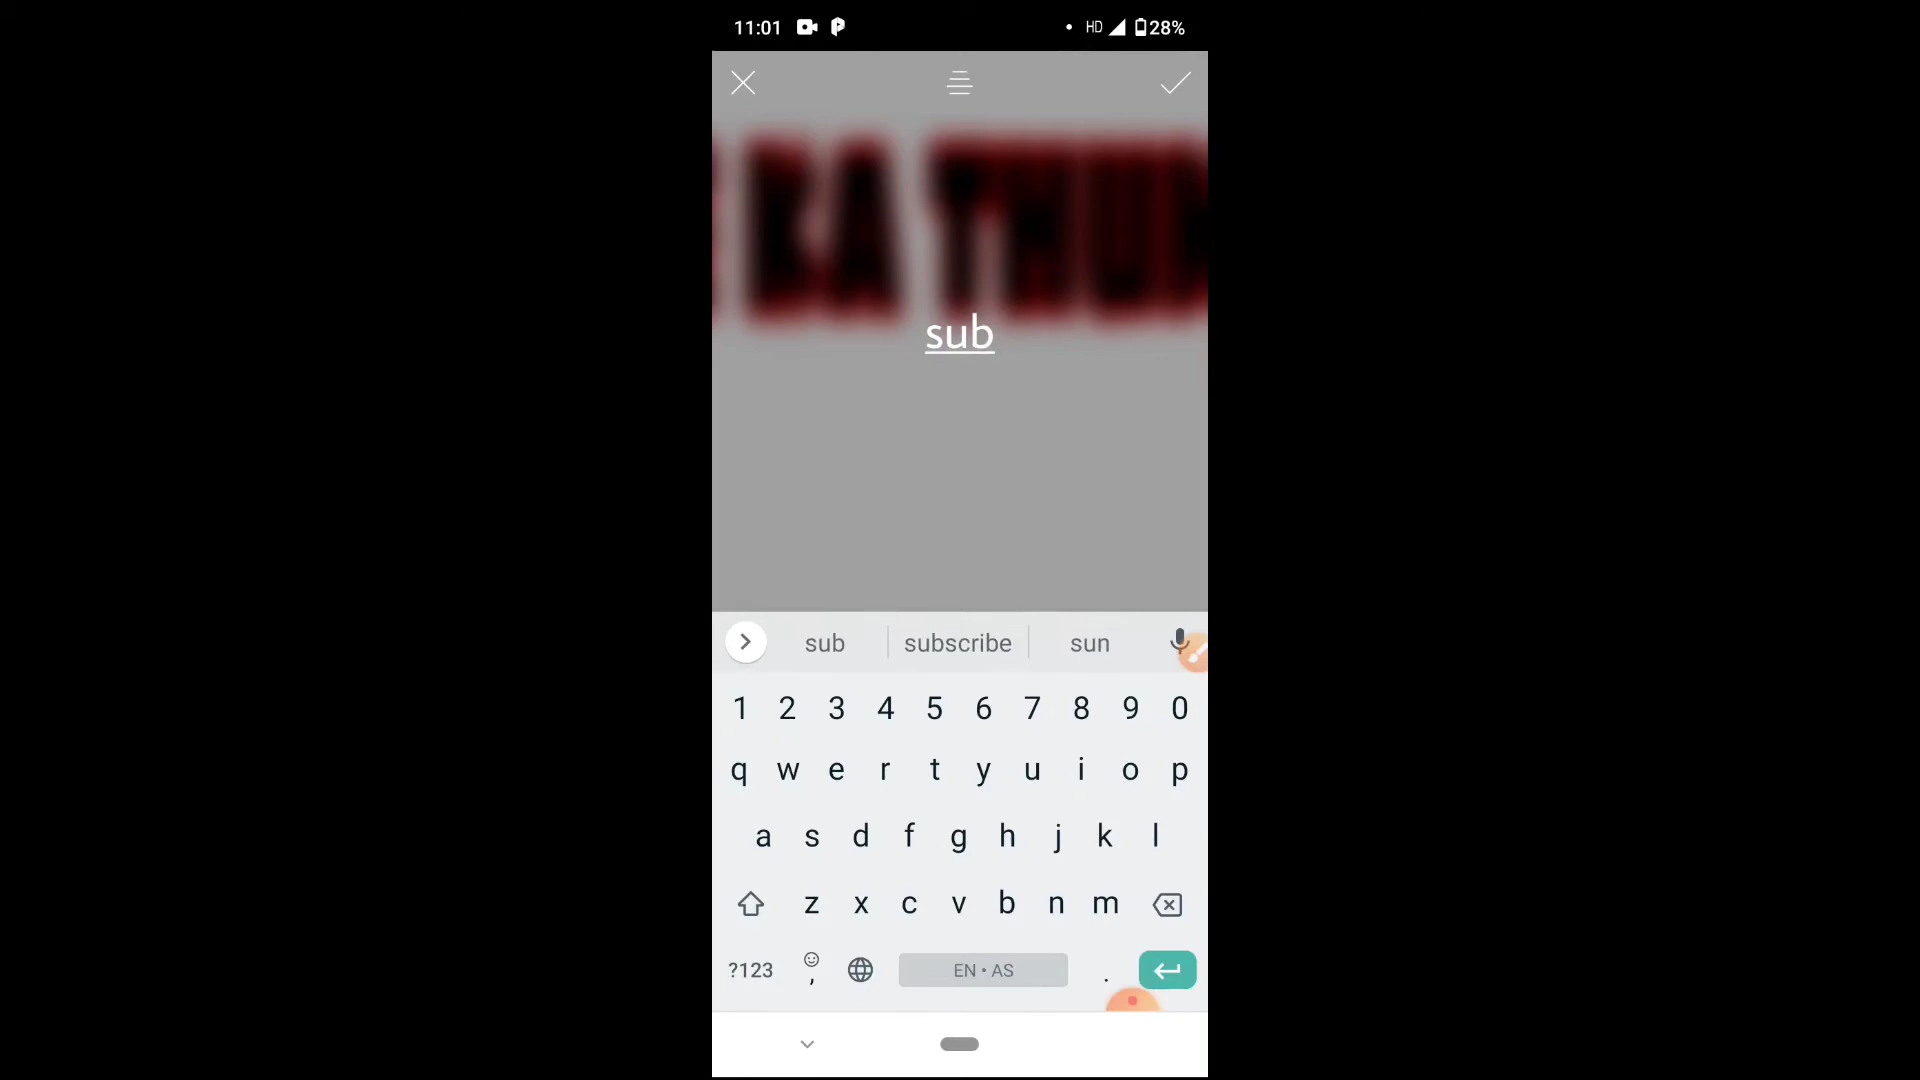 11:01 HD 28%
sub
sub subscribe sun
1 2 3 4 5 6 7 8 9 0
q w e r t y u i o p
a s d f g h j k l
z x c v b n m
?123 , EN • AS .